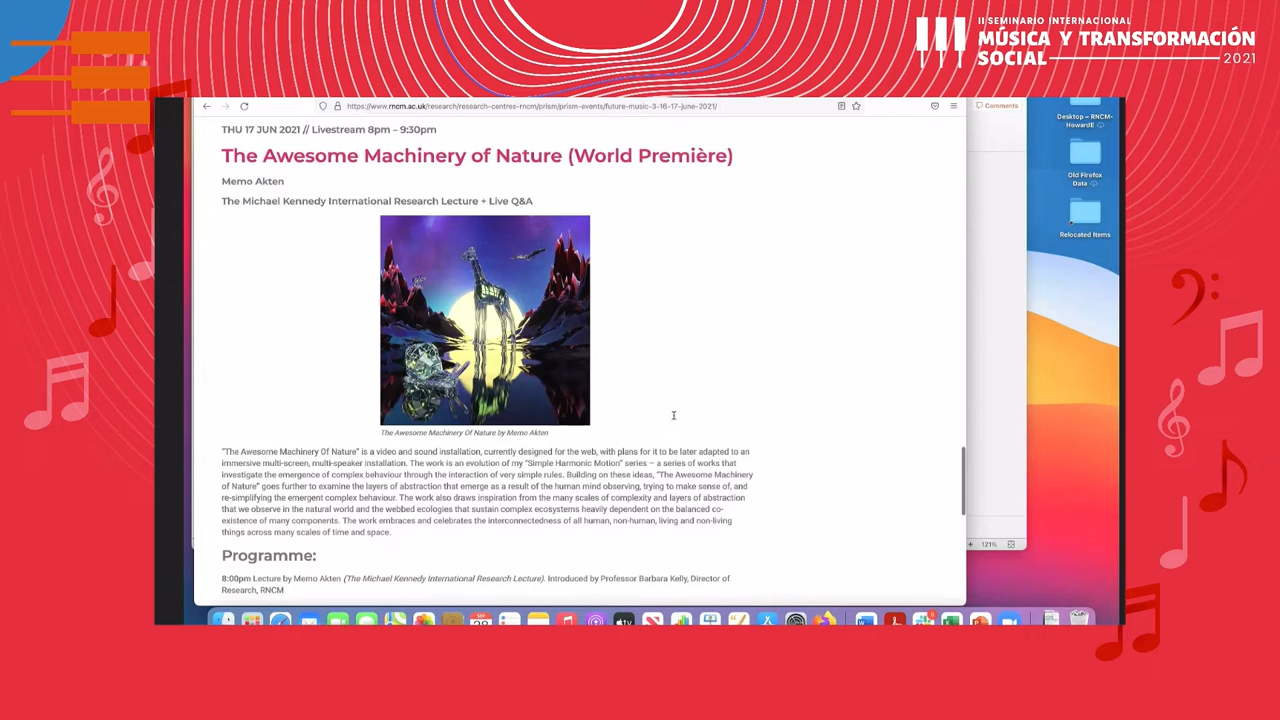 II SEMINARIO INTERNACIONAL
MÚSICA Y TRANSFORMACIÓN
SOCIAL
2021
https://www.rncm.ac.uk/research/research-centres-rncm/prism/prism-events/future-music-3-16-17-june-2021/
Comments
Desktop – RNCM-
HowardE
Old Firefox
Data
Relocated Items
THU 17 JUN 2021 // Livestream 8pm – 9:30pm
The Awesome Machinery of Nature (World Première)
Memo Akten
The Michael Kennedy International Research Lecture + Live Q&A
The Awesome Machinery Of Nature by Memo Akten
"The Awesome Machinery Of Nature" is a video and sound installation, currently designed for the web, with plans for it to be later adapted to an
immersive multi-screen, multi-speaker installation. The work is an evolution of my "Simple Harmonic Motion" series – a series of works that
investigate the emergence of complex behaviour through the interaction of very simple rules. Building on these ideas, "The Awesome Machinery
of Nature" goes further to examine the layers of abstraction that emerge as a result of the human mind observing, trying to make sense of, and
re-simplifying the emergent complex behaviour. The work also draws inspiration from the many scales of complexity and layers of abstraction
that we observe in the natural world and the webbed ecologies that sustain complex ecosystems heavily dependent on the balanced co-
existence of many components. The work embraces and celebrates the interconnectedness of all human, non-human, living and non-living
things across many scales of time and space.
121%
Programme:
8:00pm Lecture by Memo Akten (The Michael Kennedy International Research Lecture). Introduced by Professor Barbara Kelly, Director of
Research, RNCM